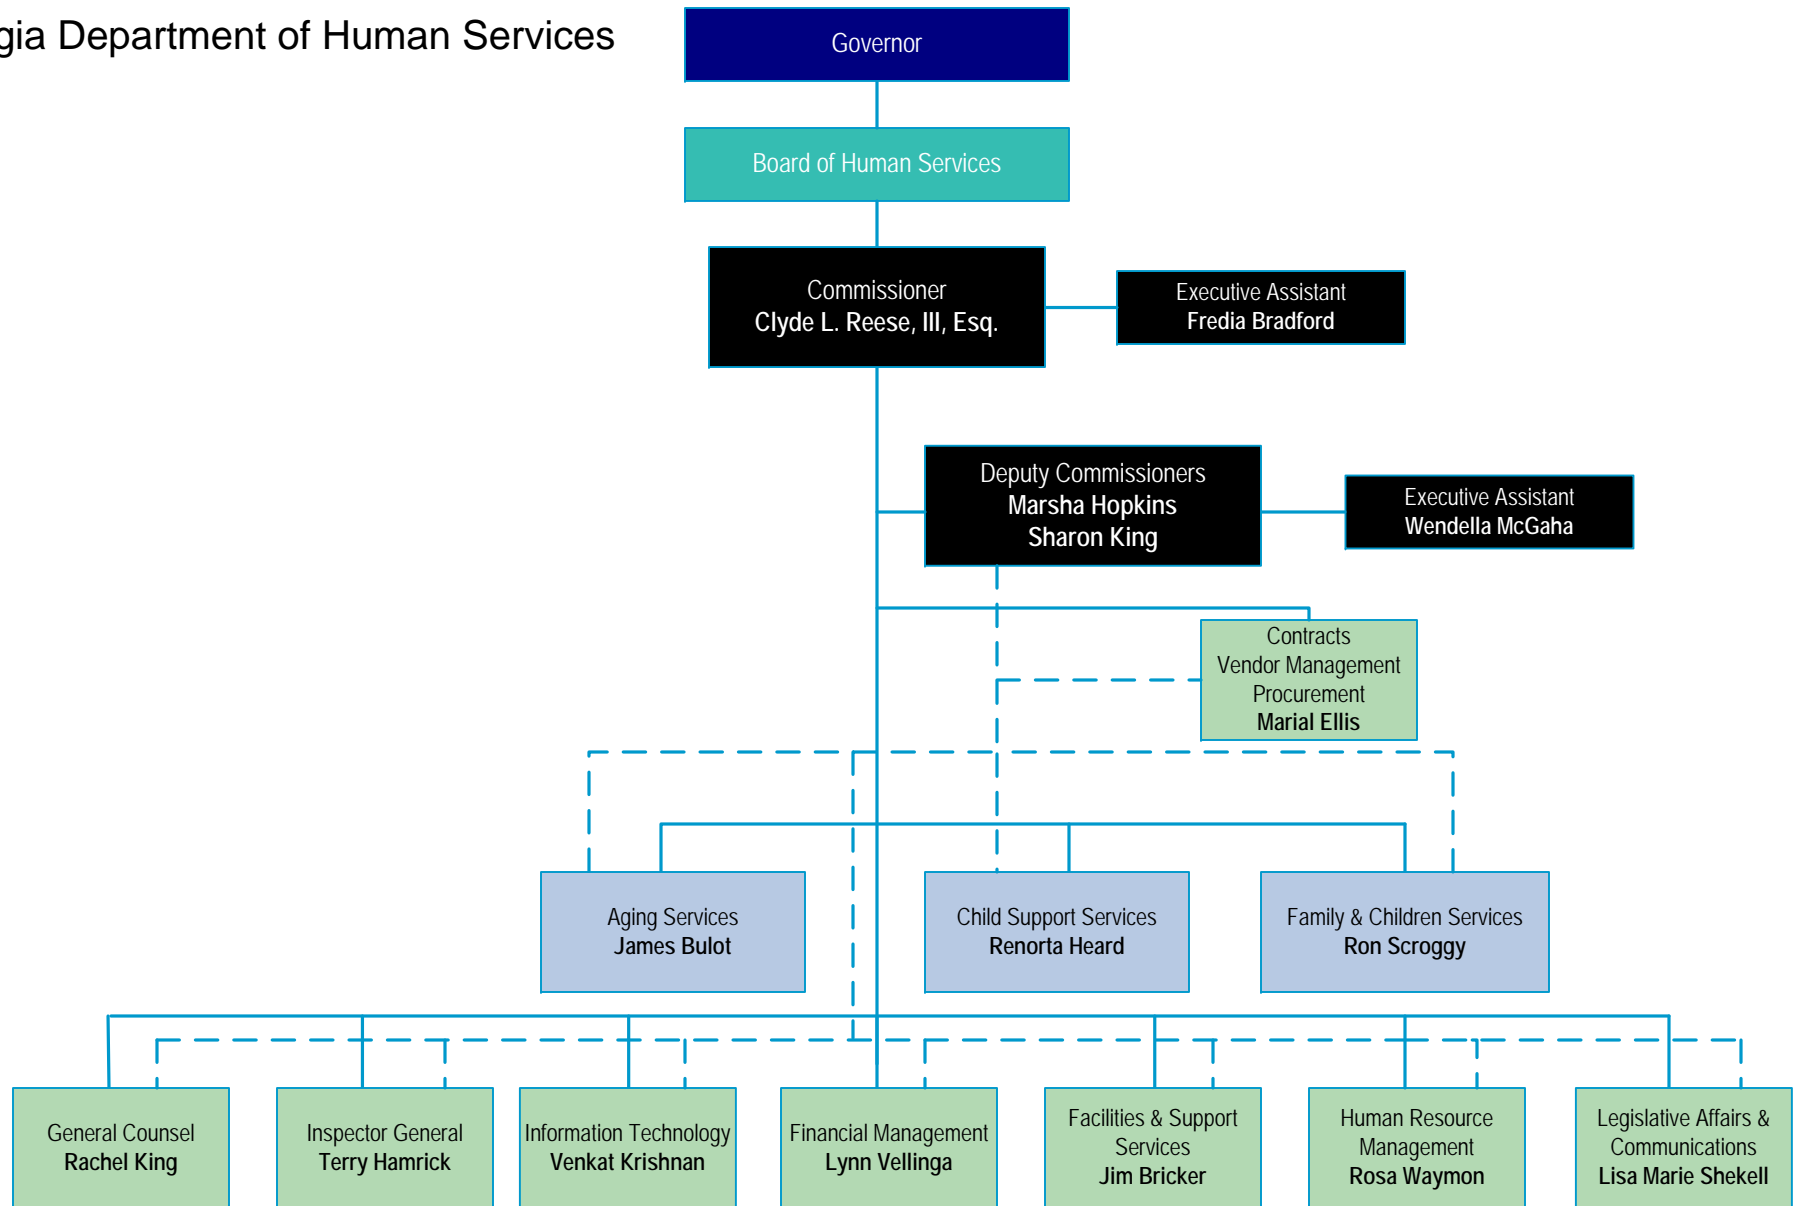 gia Department of Human Services
Governor
Board of Human Services
Commissioner
Clyde L. Reese, III, Esq.
Executive Assistant
Fredia Bradford
Deputy Commissioners
Marsha Hopkins
Sharon King
Executive Assistant
Wendella McGaha
Contracts
Vendor Management
Procurement
Marial Ellis
Aging Services
James Bulot
Child Support Services
Renorta Heard
Family & Children Services
Ron Scroggy
General Counsel
Rachel King
Inspector General
Terry Hamrick
Information Technology
Venkat Krishnan
Financial Management
Lynn Vellinga
Facilities & Support
Services
Jim Bricker
Human Resource
Management
Rosa Waymon
Legislative Affairs &
Communications
Lisa Marie Shekell